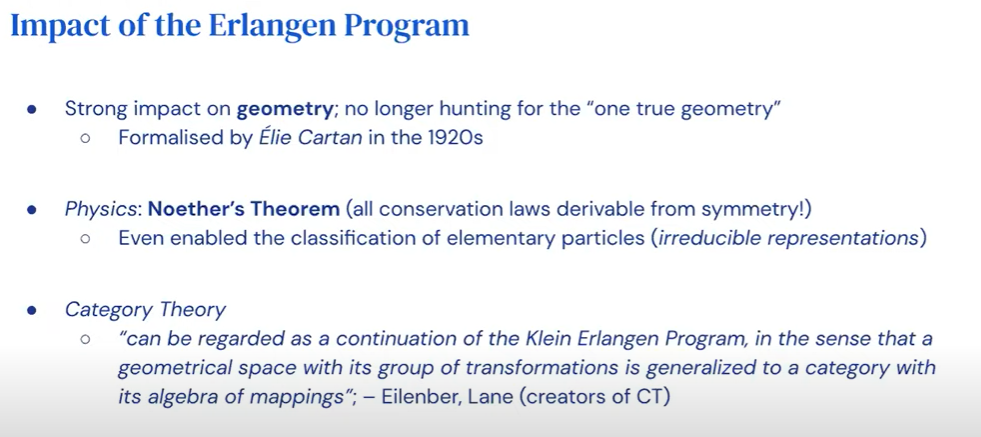 Impact of the Erlangen Program
● Strong impact on geometry; no longer hunting for the “one true geometry”
○ Formalised by Élie Cartan in the 1920s
● Physics: Noether’s Theorem (all conservation laws derivable from symmetry!)
○ Even enabled the classification of elementary particles (irreducible representations)
● Category Theory
○ “can be regarded as a continuation of the Klein Erlangen Program, in the sense that a
geometrical space with its group of transformations is generalized to a category with
its algebra of mappings”; – Eilenber, Lane (creators of CT)